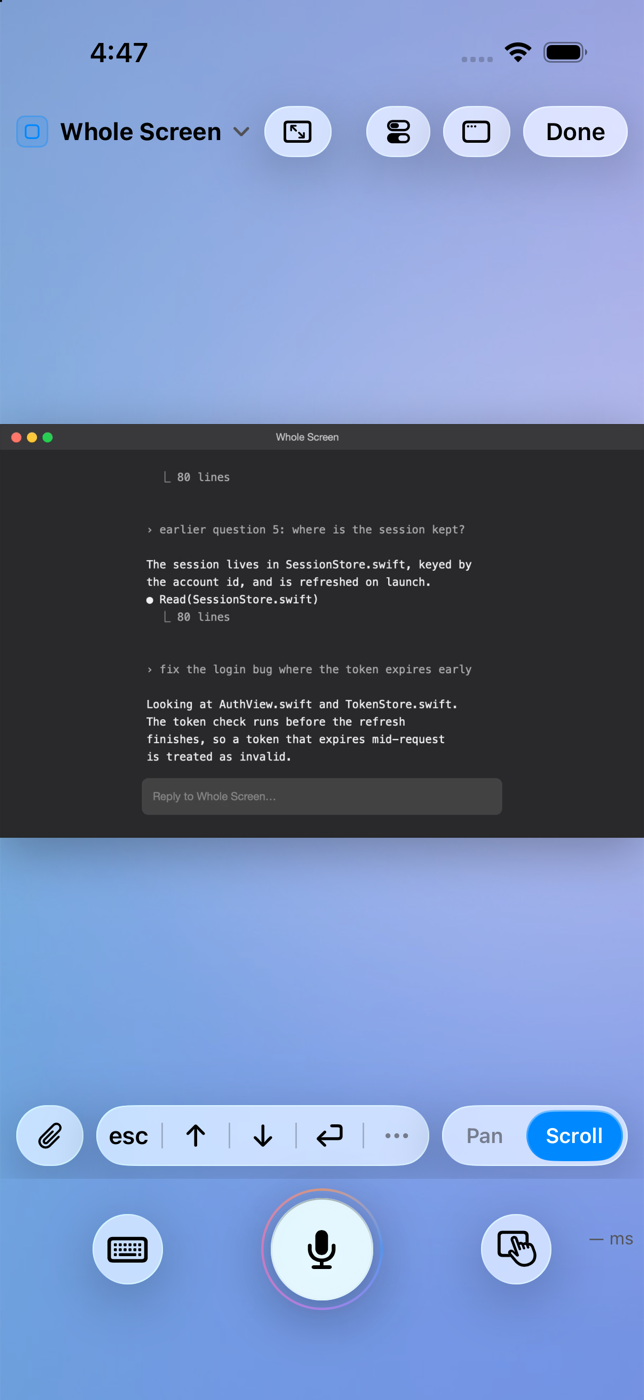 4:47
Whole Screen
Done
Whole Screen
80 lines
› earlier question 5: where is the session kept?
The session lives in SessionStore.swift, keyed by
the account id, and is refreshed on launch.
● Read(SessionStore.swift)
80 lines
› fix the login bug where the token expires early
Looking at AuthView.swift and TokenStore.swift.
The token check runs before the refresh
finishes, so a token that expires mid-request
is treated as invalid.
Reply to Whole Screen…
esc
Pan
Scroll
— ms